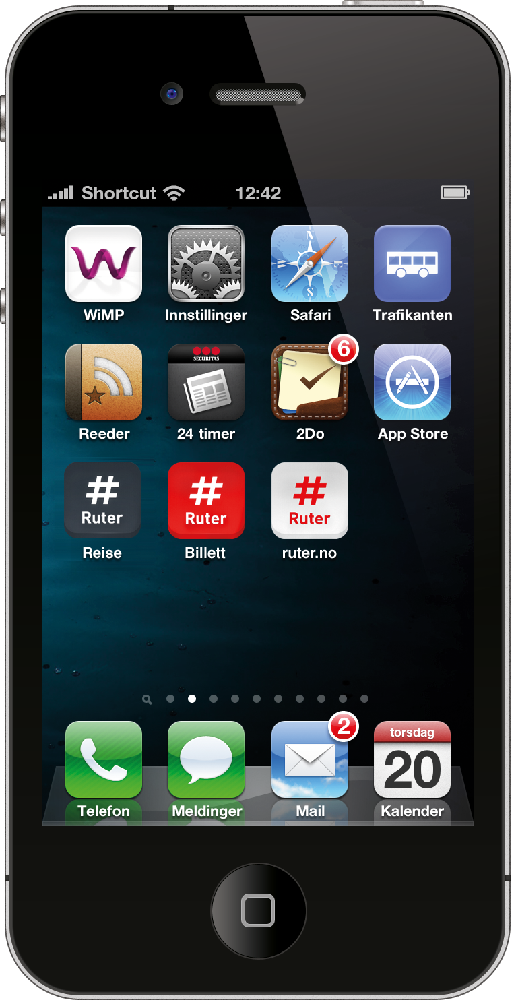 Shortcut 12:42
W
N
S
WiMP Innstillinger Safari Trafikanten
SECURITAS
6
Reeder 24 timer 2Do App Store
# # #
Ruter Ruter Ruter
Reise Billett ruter.no
2
torsdag
20
Telefon Meldinger Mail Kalender